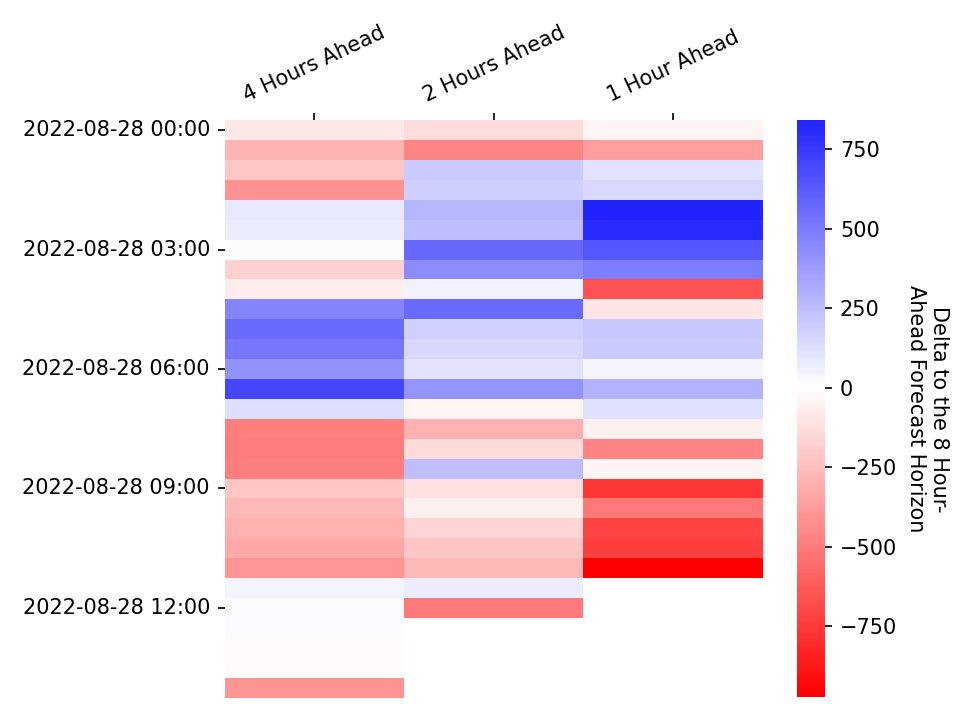 4 Hours Ahead
2 Hours Ahead
1 Hour Ahead
2022-08-28 00:00
2022-08-28 03:00
2022-08-28 06:00
2022-08-28 09:00
2022-08-28 12:00
750
500
250
0
−250
−500
−750
Delta to the 8 Hour-
Ahead Forecast Horizon